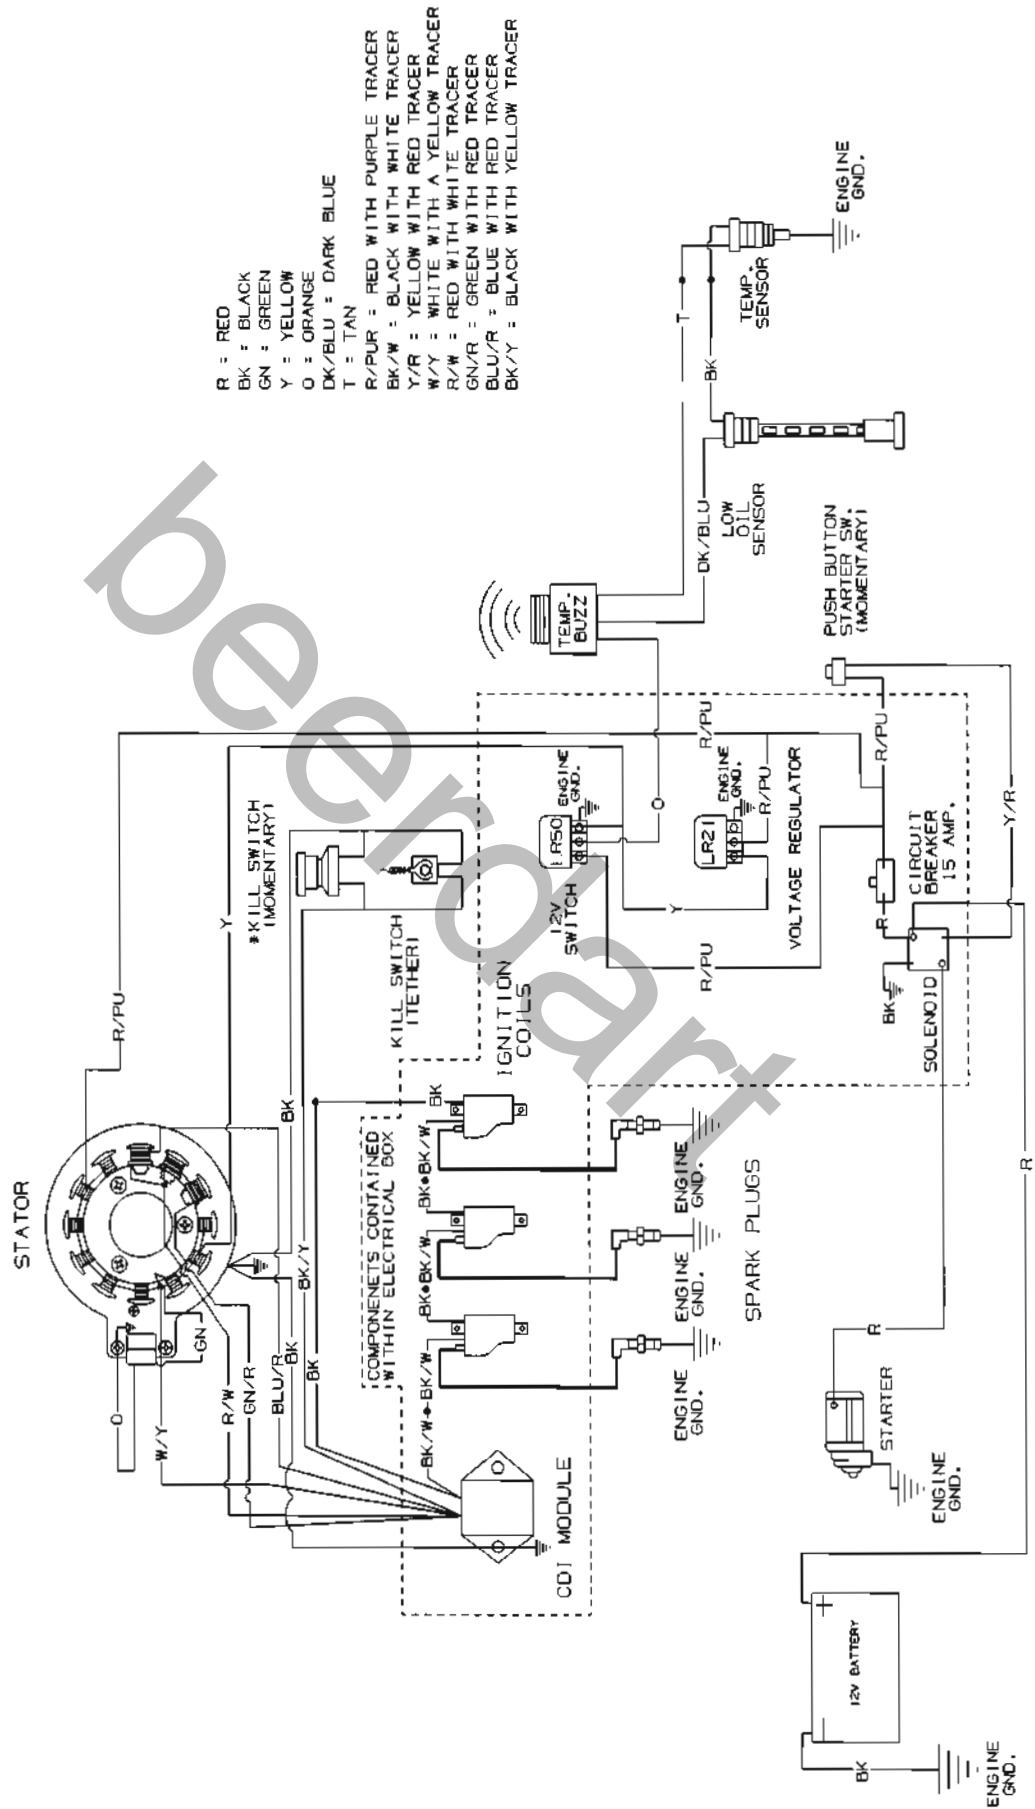 R = RED
BK = BLACK
GN = GREEN
Y = YELLOW
O = ORANGE
DK/BLU = DARK BLUE
T = TAN
R/PUR = RED WITH PURPLE TRACER
BK/W = BLACK WITH WHITE TRACER
Y/R = YELLOW WITH RED TRACER
W/Y = WHITE WITH A YELLOW TRACER
R/W = RED WITH WHITE TRACER
GN/R = GREEN WITH RED TRACER
BLU/R = BLUE WITH RED TRACER
BK/Y = BLACK WITH YELLOW TRACER
STATOR
O
W/Y
GN
R/W
GN/R
BLU/R
BK
BK/Y
BK
BK
R/PU
Y
*KILL SWITCH
(MOMENTARY)
KILL SWITCH
(TETHER)
COMPONENETS CONTAINED
WITHIN ELECTRICAL BOX
BK/W
BK/W
BK
BK/W
BK
BK/W
BK
BK/W
BK
IGNITION
COILS
CDI MODULE
ENGINE
GND.
ENGINE
GND.
ENGINE
GND.
SPARK PLUGS
LR50
ENGINE
GND.
12V
SWITCH
R/PU
Y
O
LR21
ENGINE
GND.
R/PU
R/PU
VOLTAGE REGULATOR
TEMP.
BUZZ
DK/BLU
LOW
OIL
SENSOR
BK
T
TEMP.
SENSOR
ENGINE
GND.
PUSH BUTTON
STARTER SW.
(MOMENTARY)
R/PU
CIRCUIT
BREAKER
15 AMP.
R
BK
SOLENOID
Y/R
R
R
STARTER
ENGINE
GND.
+
12V BATTERY
-
BK
ENGINE
GND.
beerdart